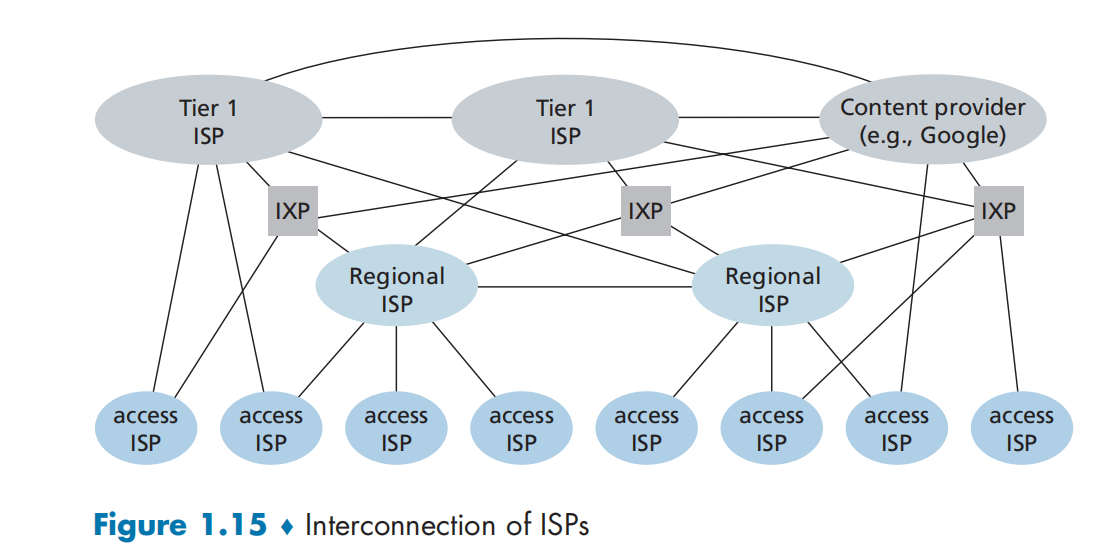 Tier 1
ISP
Tier 1
ISP
Content provider
(e.g., Google)
IXP
IXP
IXP
Regional
ISP
Regional
ISP
access
ISP
access
ISP
access
ISP
access
ISP
access
ISP
access
ISP
access
ISP
access
ISP
Figure 1.15 ♦ Interconnection of ISPs